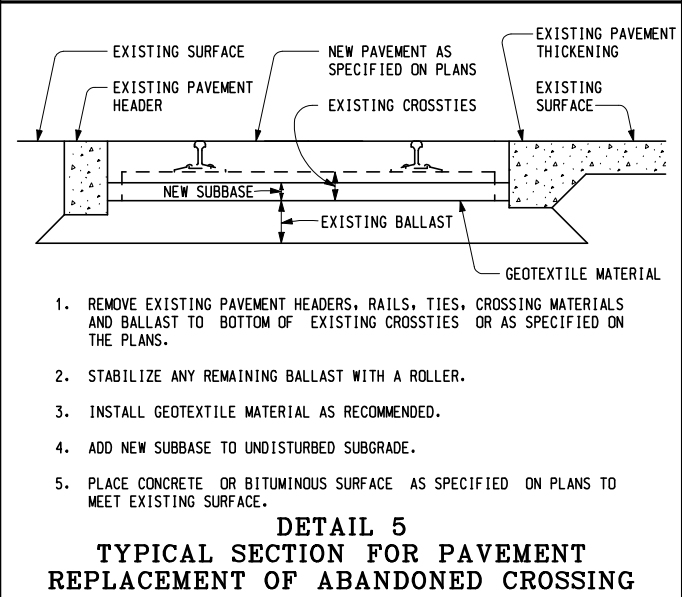 EXISTING SURFACE
EXISTING PAVEMENT
HEADER
NEW PAVEMENT AS
SPECIFIED ON PLANS
EXISTING CROSSTIES
EXISTING PAVEMENT
THICKENING
EXISTING
SURFACE
NEW SUBBASE
EXISTING BALLAST
GEOTEXTILE MATERIAL
1. REMOVE EXISTING PAVEMENT HEADERS, RAILS, TIES, CROSSING MATERIALS
AND BALLAST TO BOTTOM OF EXISTING CROSSTIES OR AS SPECIFIED ON
THE PLANS.
2. STABILIZE ANY REMAINING BALLAST WITH A ROLLER.
3. INSTALL GEOTEXTILE MATERIAL AS RECOMMENDED.
4. ADD NEW SUBBASE TO UNDISTURBED SUBGRADE.
5. PLACE CONCRETE OR BITUMINOUS SURFACE AS SPECIFIED ON PLANS TO
MEET EXISTING SURFACE.
DETAIL 5
TYPICAL SECTION FOR PAVEMENT
REPLACEMENT OF ABANDONED CROSSING